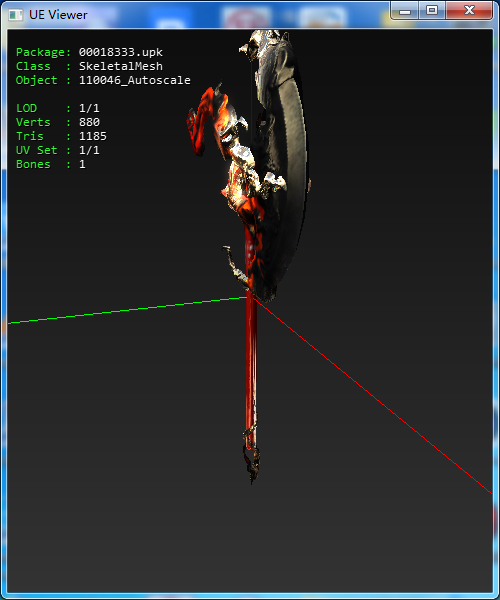 UE Viewer
Package: 00018333.upk
Class : SkeletalMesh
Object : 110046_Autoscale
LOD : 1/1
Verts : 880
Tris : 1185
UV Set : 1/1
Bones : 1